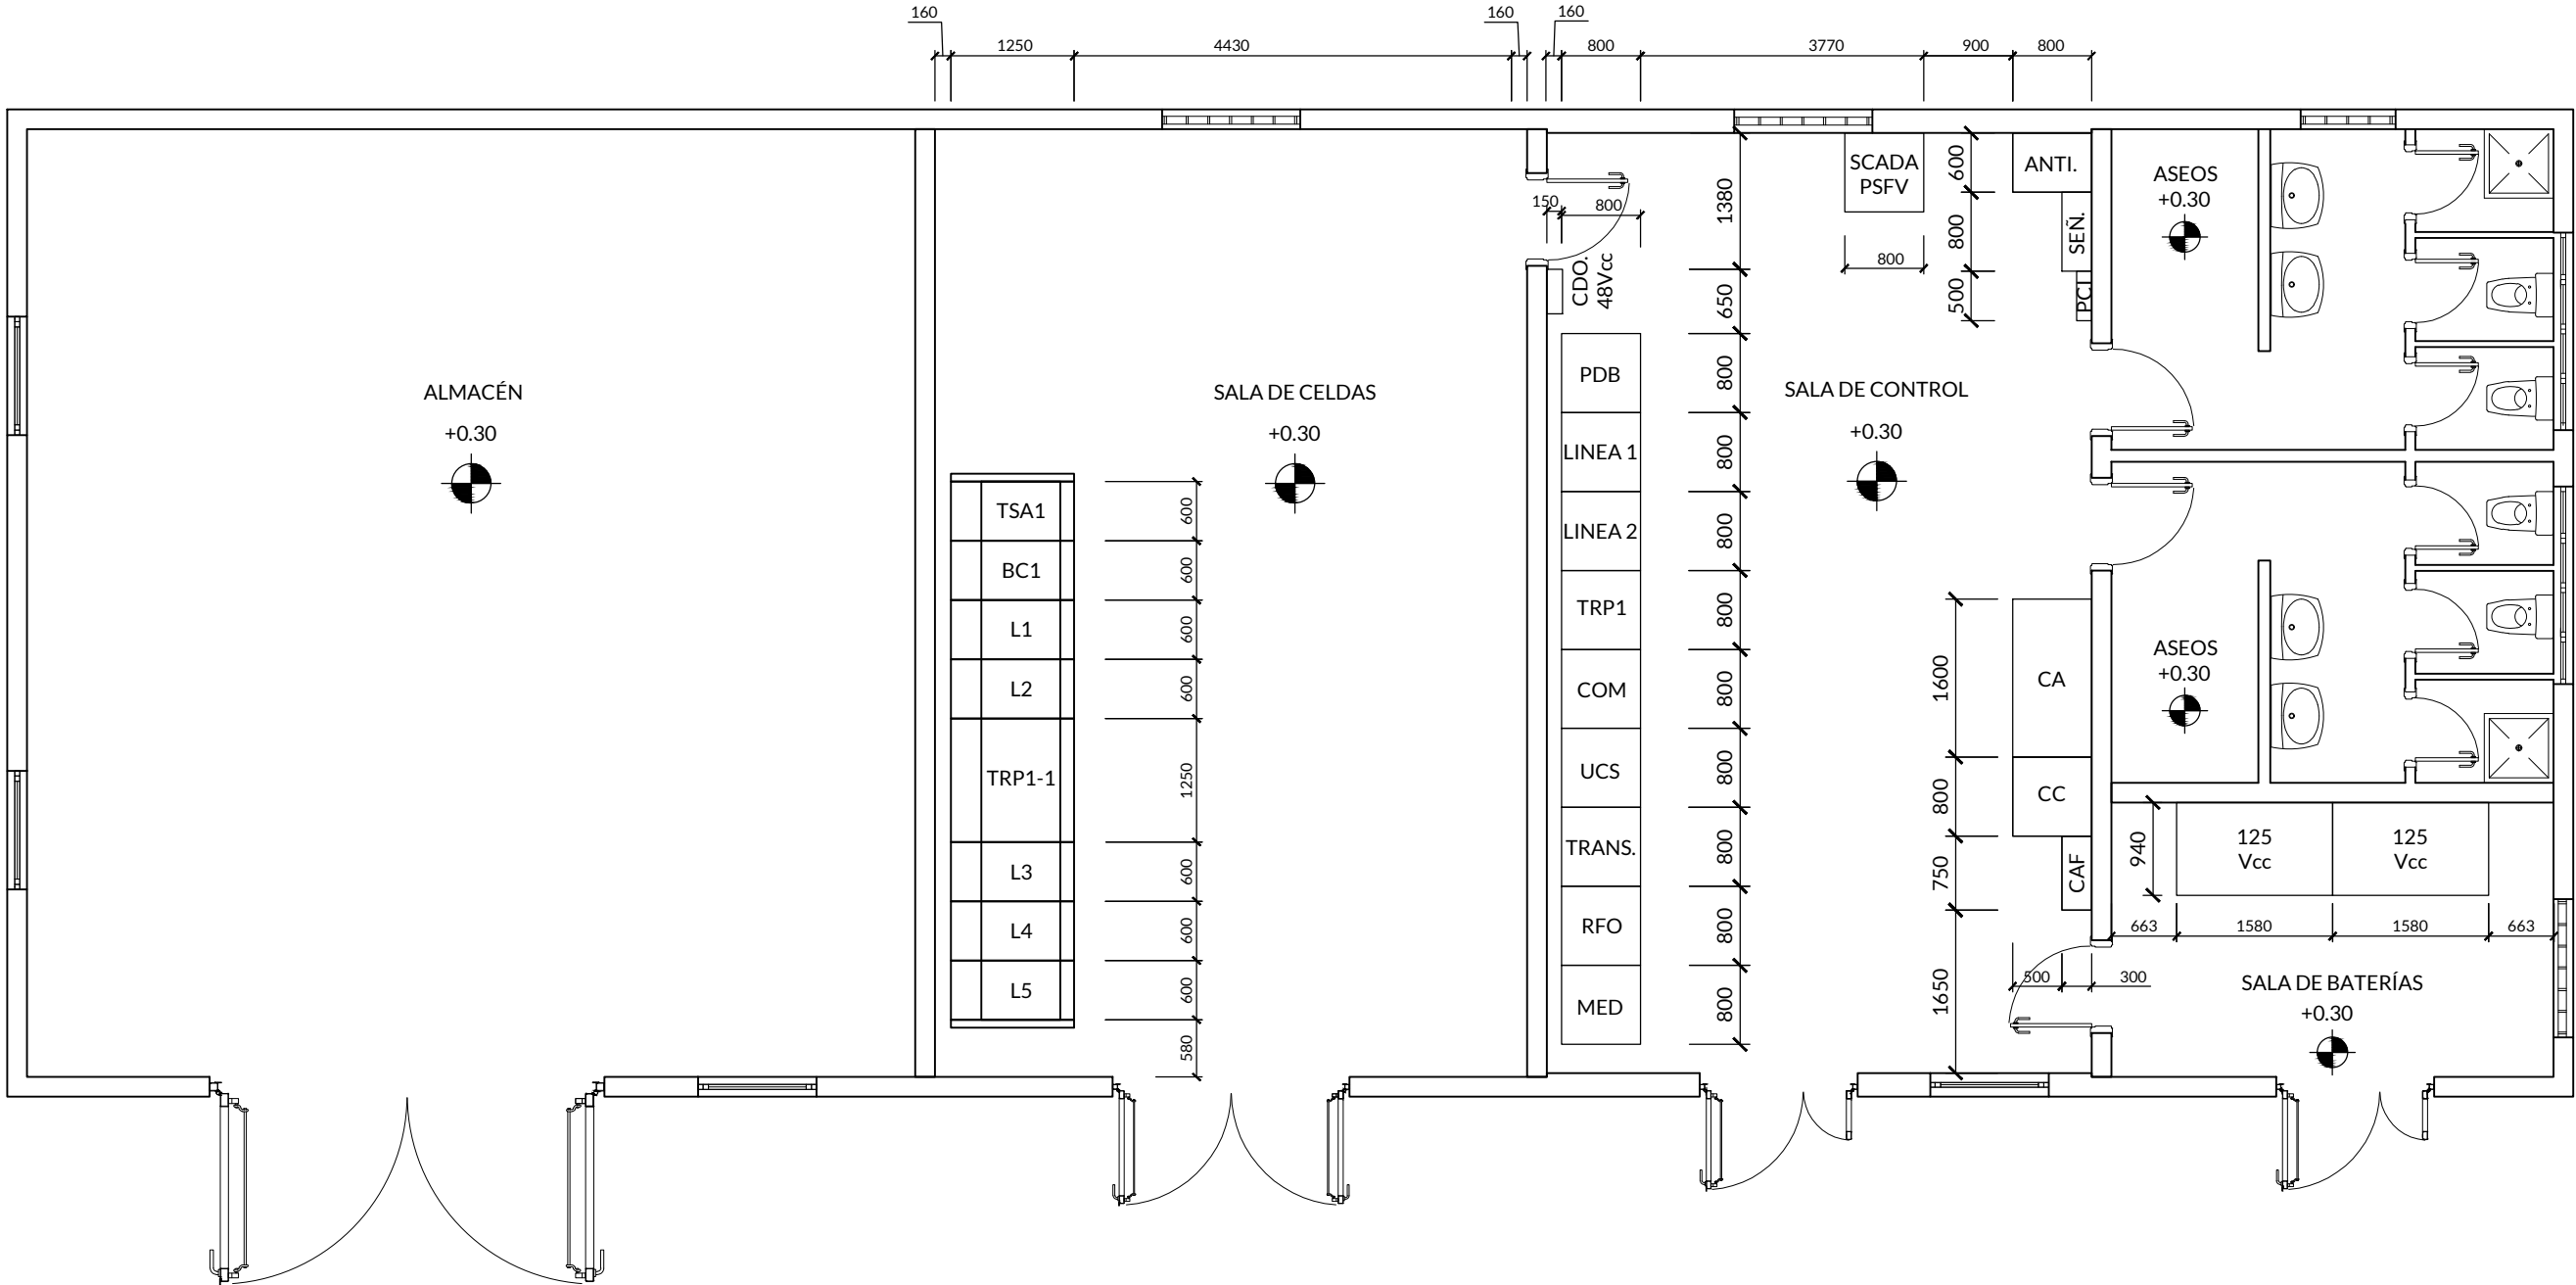 160
160
160
1250
4430
800
3770
900
800
ALMACÉN
+0.30
SALA DE CELDAS
+0.30
TSA1
BC1
L1
L2
TRP1-1
L3
L4
L5
600
600
600
600
1250
600
600
600
580
150
800
CDO.
48Vcc
PDB
LINEA 1
LINEA 2
TRP1
COM
UCS
TRANS.
RFO
MED
1380
650
800
800
800
800
800
800
800
800
800
SALA DE CONTROL
+0.30
SCADA
PSFV
800
600
800
500
ANTI.
SEÑ.
PCI
1600
800
750
1650
CA
CC
CAF
500
300
ASEOS
+0.30
ASEOS
+0.30
940
125
Vcc
125
Vcc
663
1580
1580
663
SALA DE BATERÍAS
+0.30